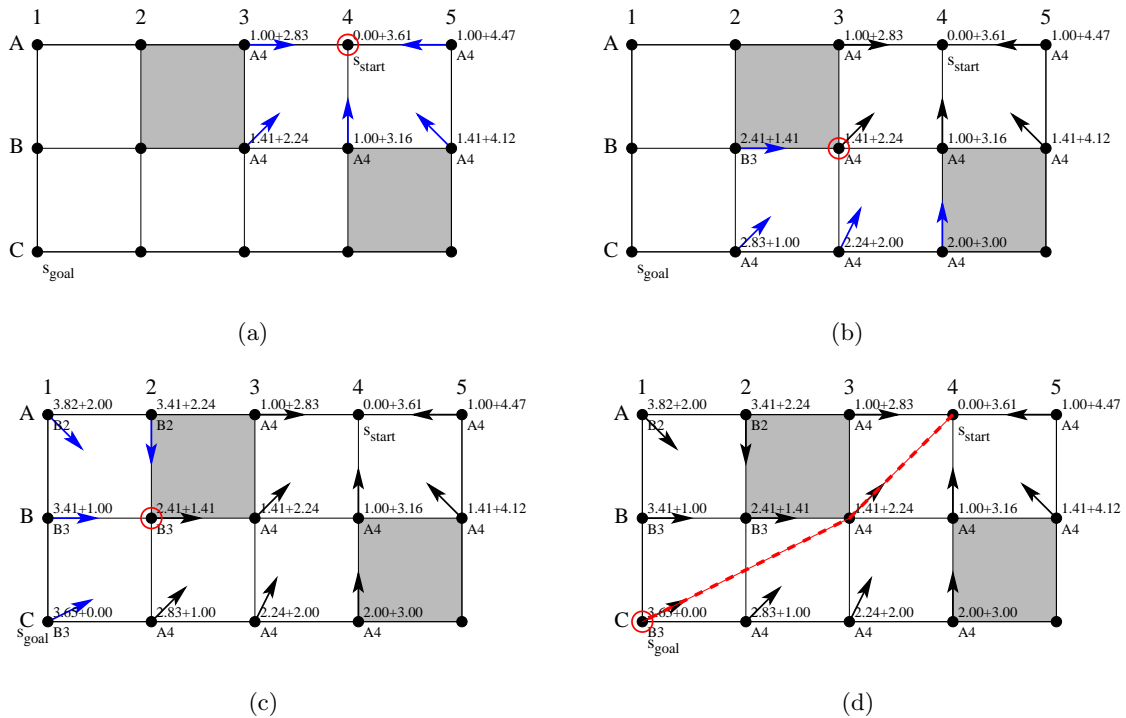 1 2 3 4 5
A 1.00+2.83 0.00+3.61 1.00+4.47
A4 s_start A4
B 1.41+2.24 1.00+3.16 1.41+4.12
A4 A4 A4
C
s_goal
(a)
1 2 3 4 5
A 1.00+2.83 0.00+3.61 1.00+4.47
A4 s_start A4
B 2.41+1.41 1.41+2.24 1.00+3.16 1.41+4.12
B3 A4 A4 A4
C 2.83+1.00 2.24+2.00 2.00+3.00
s_goal A4 A4 A4
(b)
1 2 3 4 5
A 3.82+2.00 3.41+2.24 1.00+2.83 0.00+3.61 1.00+4.47
B2 B2 A4 s_start A4
B 3.41+1.00 2.41+1.41 1.41+2.24 1.00+3.16 1.41+4.12
B3 B3 A4 A4 A4
C 3.65+0.00 2.83+1.00 2.24+2.00 2.00+3.00
s_goal B3 A4 A4 A4
(c)
1 2 3 4 5
A 3.82+2.00 3.41+2.24 1.00+2.83 0.00+3.61 1.00+4.47
B2 B2 A4 s_start A4
B 3.41+1.00 2.41+1.41 1.41+2.24 1.00+3.16 1.41+4.12
B3 B3 A4 A4 A4
C 3.65+0.00 2.83+1.00 2.24+2.00 2.00+3.00
B3 A4 A4 A4
s_goal
(d)